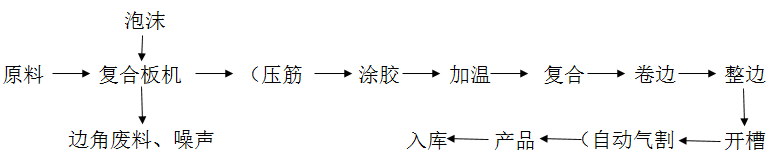 泡沫
原料 复合板机 （压筋 涂胶 加温 复合 卷边 整边
边角废料、噪声 入库 产品 （自动气割 开槽